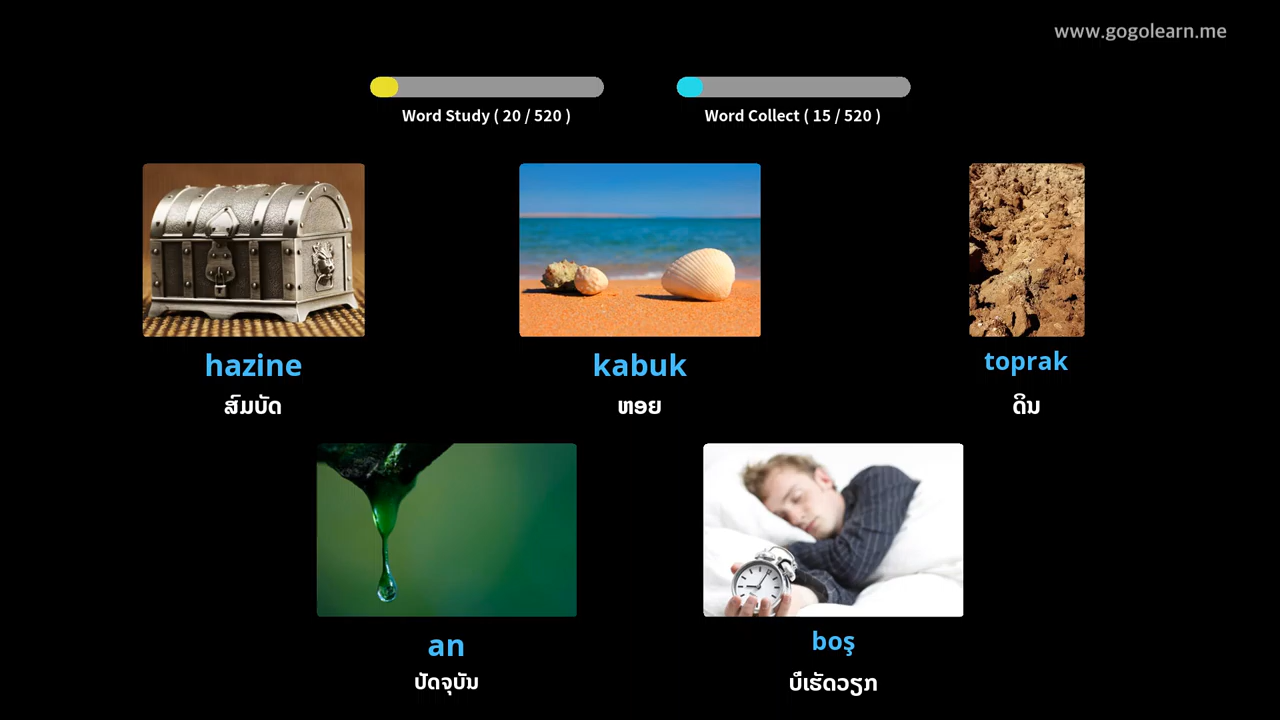 www.gogolearn.me
Word Study ( 20 / 520 )
Word Collect ( 15 / 520 )
hazine
ສົມບັດ
kabuk
ຫອຍ
toprak
ດິນ
an
ປັດຈຸບັນ
boş
ບໍ່ເຮັດວຽກ